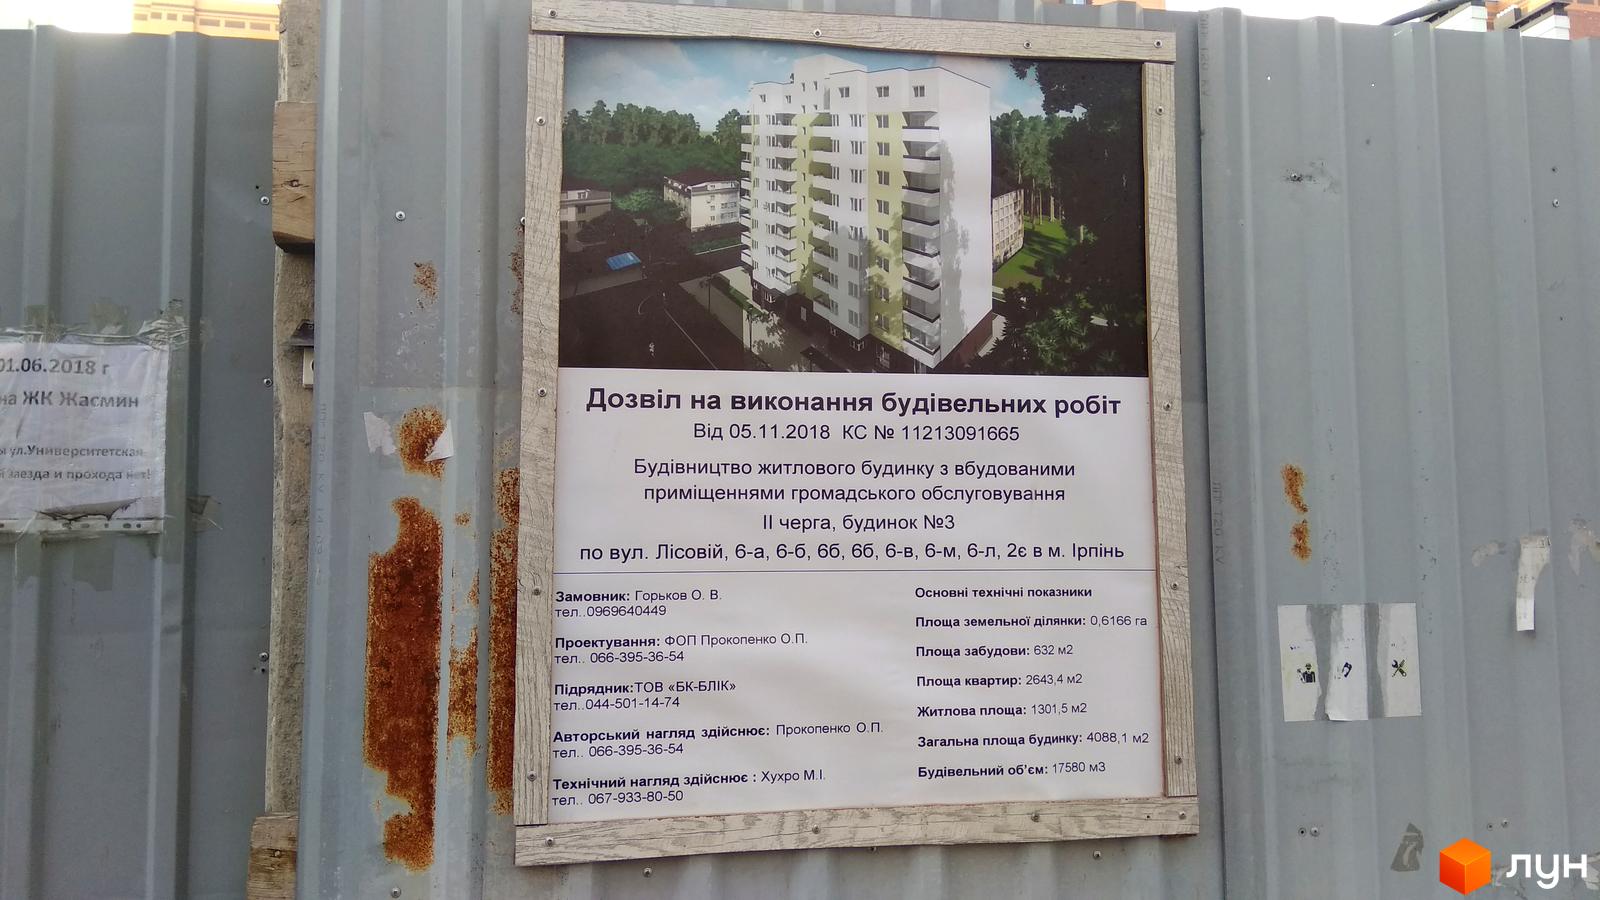 01.06.2018 г
на ЖК Жасмин
ы ул.Университетская
заезда и прохода нет!
Дозвіл на виконання будівельних робіт
Від 05.11.2018 КС № 11213091665
Будівництво житлового будинку з вбудованими
приміщеннями громадського обслуговування
ІІ черга, будинок №3
по вул. Лісовій, 6-а, 6-б, 6б, 6б, 6-в, 6-м, 6-л, 2є в м. Ірпінь
Замовник: Горьков О. В.
тел..0969640449
Проектування: ФОП Прокопенко О.П.
тел.. 066-395-36-54
Підрядник:ТОВ «БК-БЛІК»
тел..044-501-14-74
Авторський нагляд здійснює: Прокопенко О.П.
тел.. 066-395-36-54
Технічний нагляд здійснює : Хухро М.І.
тел.. 067-933-80-50
Основні технічні показники
Площа земельної ділянки: 0,6166 га
Площа забудови: 632 м2
Площа квартир: 2643,4 м2
Житлова площа: 1301,5 м2
Загальна площа будинку: 4088,1 м2
Будівельний об’єм: 17580 м3
лун